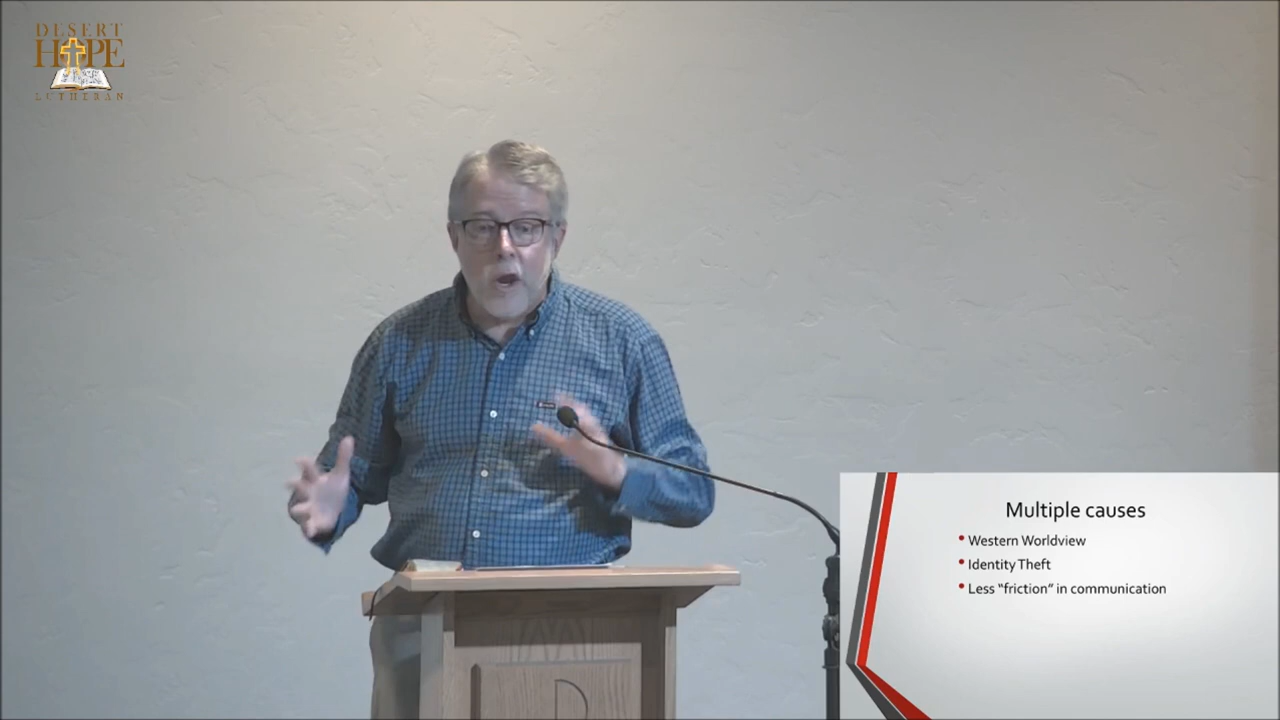 DESERT
HOPE
LUTHERAN
Multiple causes
Western Worldview
Identity Theft
Less “friction” in communication